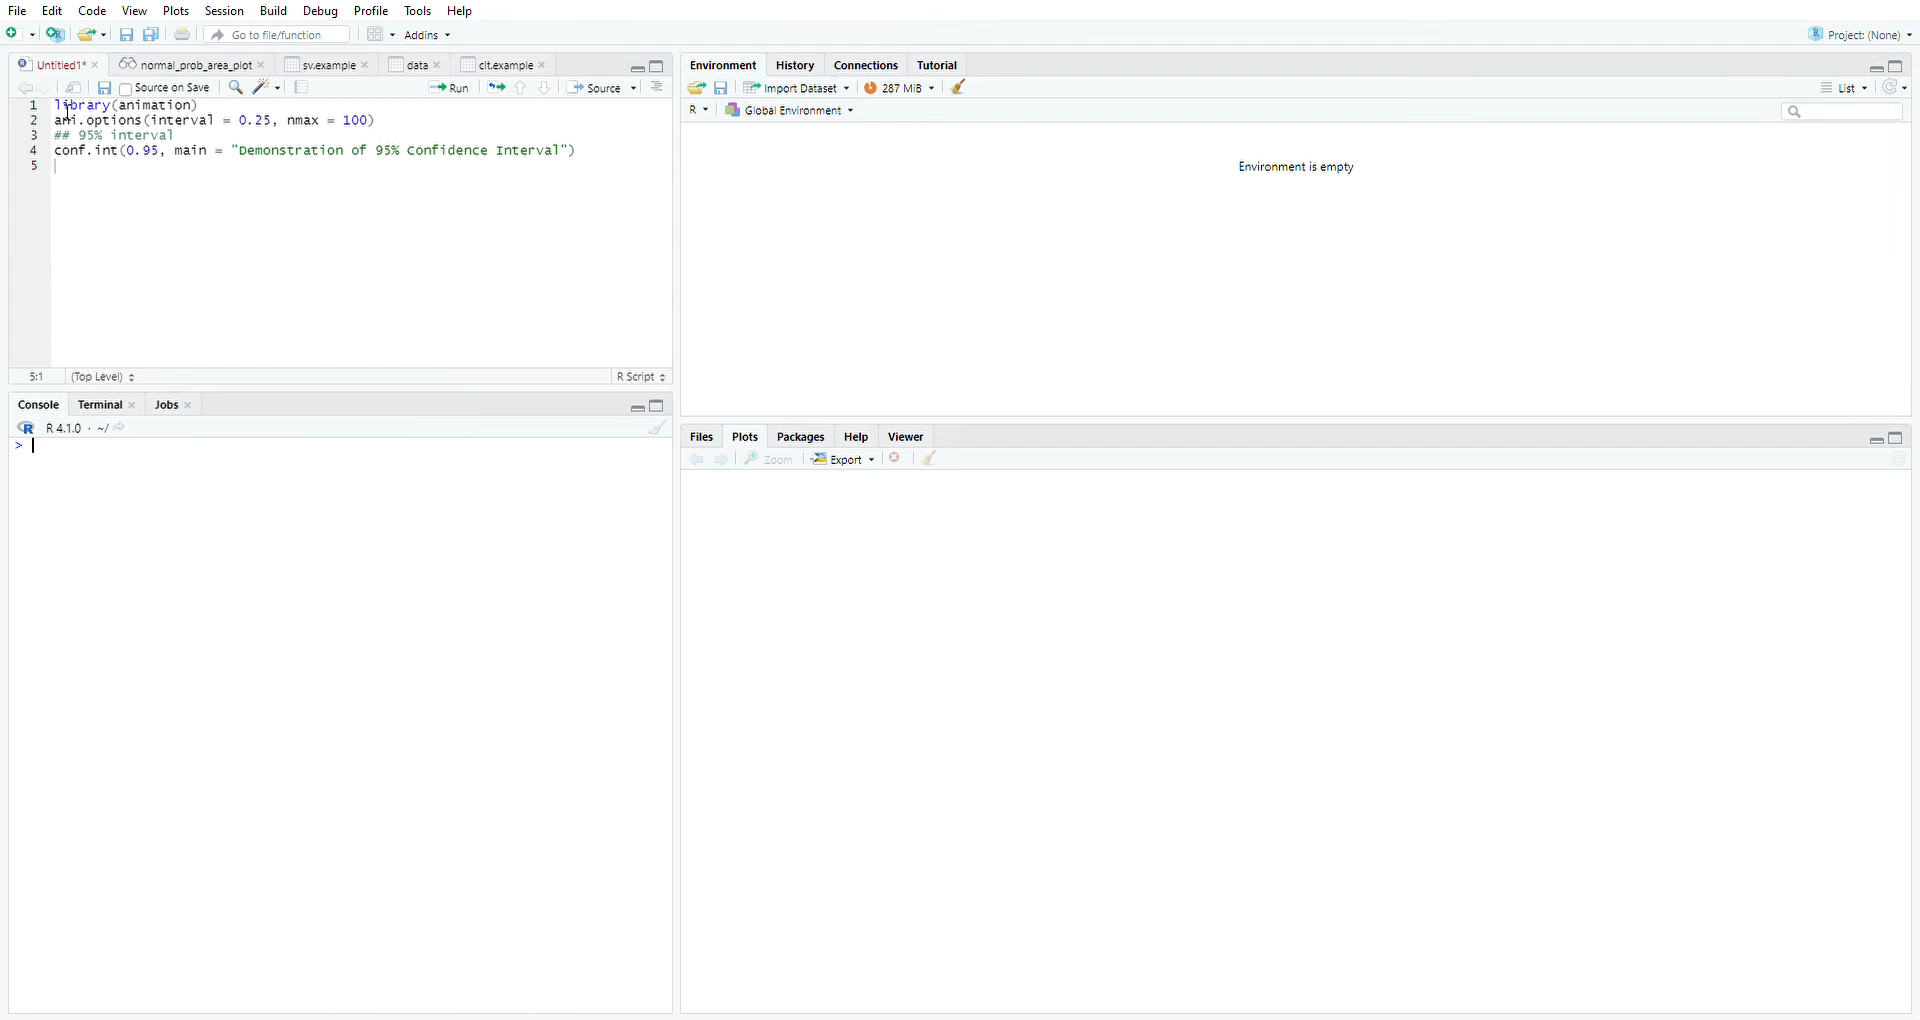 File Edit Code View Plots Session Build Debug Profile Tools Help
Go to file/function Addins Project: (None)
Untitled1* normal_prob_area_plot sv.example data clt.example
Source on Save Run Source
1 library(animation)
2 ani.options(interval = 0.25, nmax = 100)
3 ## 95% interval
4 conf.int(0.95, main = "Demonstration of 95% Confidence Interval")
5
5:1 (Top Level) R Script
Console Terminal Jobs
R 4.1.0 · ~/
>
Environment History Connections Tutorial
Import Dataset 287 MiB List
R Global Environment
Environment is empty
Files Plots Packages Help Viewer
Zoom Export